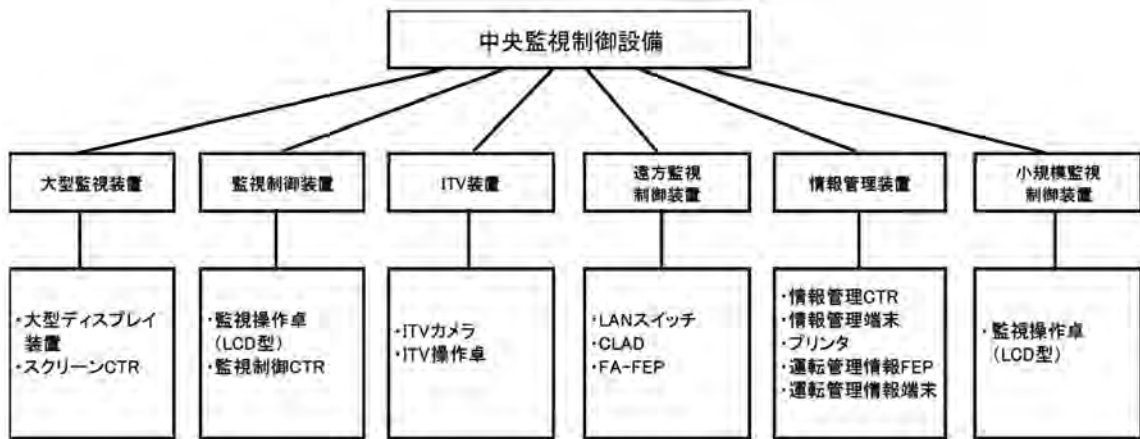 中央監視制御設備
大型監視装置
監視制御装置
ITV装置
遠方監視
制御装置
情報管理装置
小規模監視
制御装置
・大型ディスプレイ
装置
・スクリーンCTR
・監視操作卓
(LCD型)
・監視制御CTR
・ITVカメラ
・ITV操作卓
・LANスイッチ
・CLAD
・FA-FEP
・情報管理CTR
・情報管理端末
・プリンタ
・運転管理情報FEP
・運転管理情報端末
・監視操作卓
(LCD型)